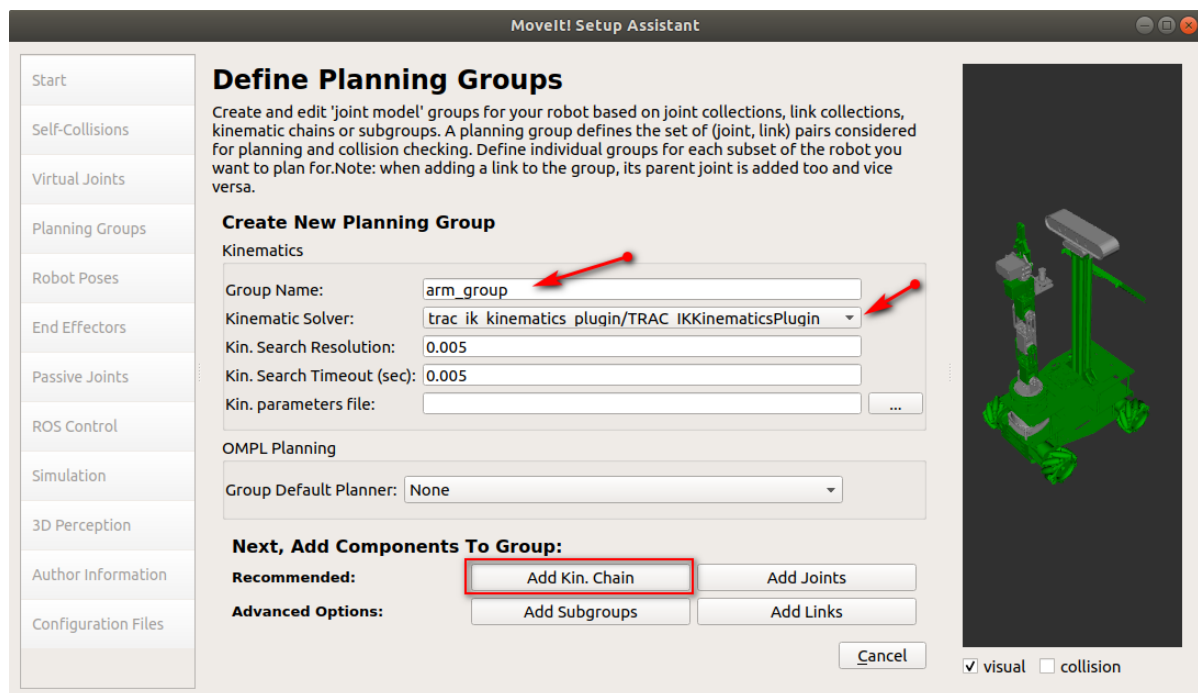 MoveIt! Setup Assistant
Start
Self-Collisions
Virtual Joints
Planning Groups
Robot Poses
End Effectors
Passive Joints
ROS Control
Simulation
3D Perception
Author Information
Configuration Files
Define Planning Groups
Create and edit 'joint model' groups for your robot based on joint collections, link collections,
kinematic chains or subgroups. A planning group defines the set of (joint, link) pairs considered
for planning and collision checking. Define individual groups for each subset of the robot you
want to plan for.Note: when adding a link to the group, its parent joint is added too and vice
versa.
Create New Planning Group
Kinematics
Group Name: arm_group
Kinematic Solver: trac_ik_kinematics_plugin/TRAC_IKKinematicsPlugin
Kin. Search Resolution: 0.005
Kin. Search Timeout (sec): 0.005
Kin. parameters file: ...
OMPL Planning
Group Default Planner: None
Next, Add Components To Group:
Recommended: Add Kin. Chain Add Joints
Advanced Options: Add Subgroups Add Links
Cancel
visual collision